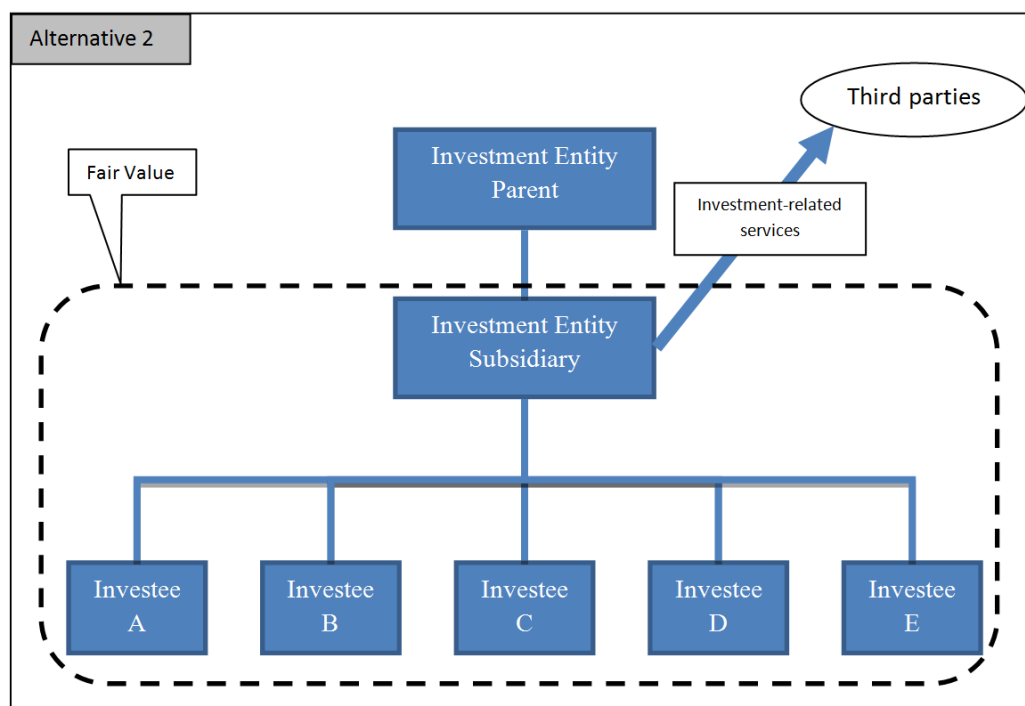 Alternative 2
Third parties
Investment Entity
Parent
Fair Value
Investment-related
services
Investment Entity
Subsidiary
Investee
A
Investee
B
Investee
C
Investee
D
Investee
E